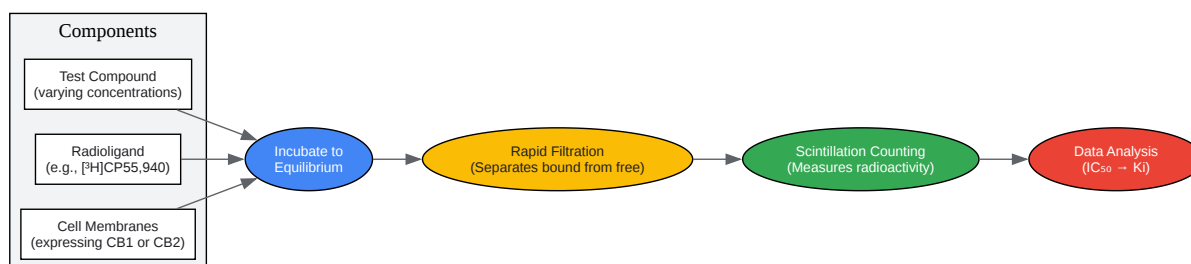 Components
Test Compound
(varying concentrations)
Radioligand
(e.g., [³H]CP55,940)
Cell Membranes
(expressing CB1 or CB2)
Incubate to
Equilibrium
Rapid Filtration
(Separates bound from free)
Scintillation Counting
(Measures radioactivity)
Data Analysis
(IC₅₀ → Ki)